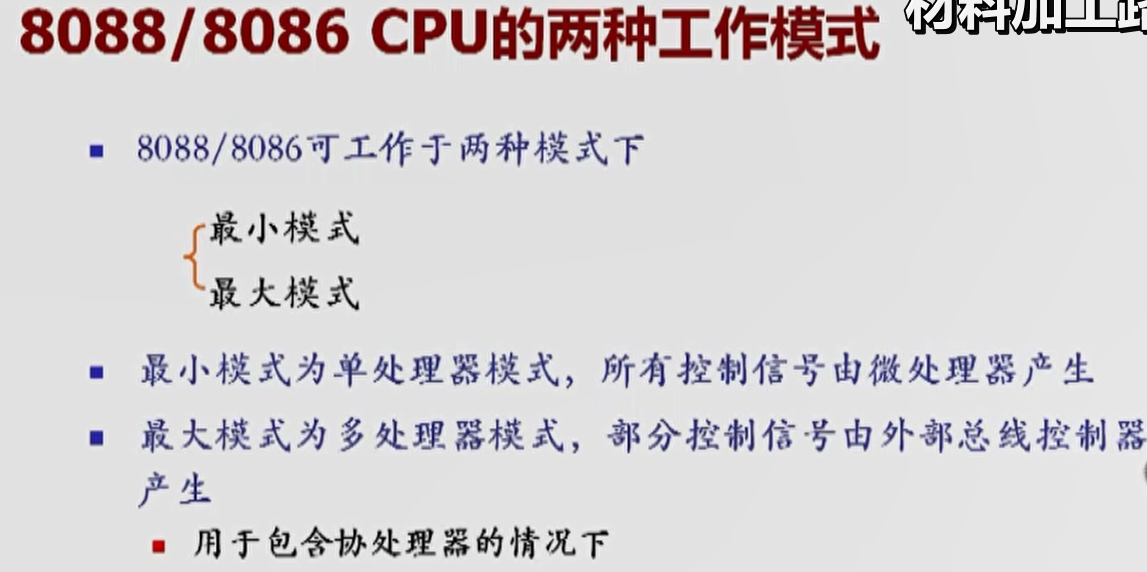 8088/8086 CPU的两种工作模式
材料加工
8088/8086可工作于两种模式下
最小模式
最大模式
最小模式为单处理器模式，所有控制信号由微处理器产生
最大模式为多处理器模式，部分控制信号由外部总线控制器
产生
用于包含协处理器的情况下